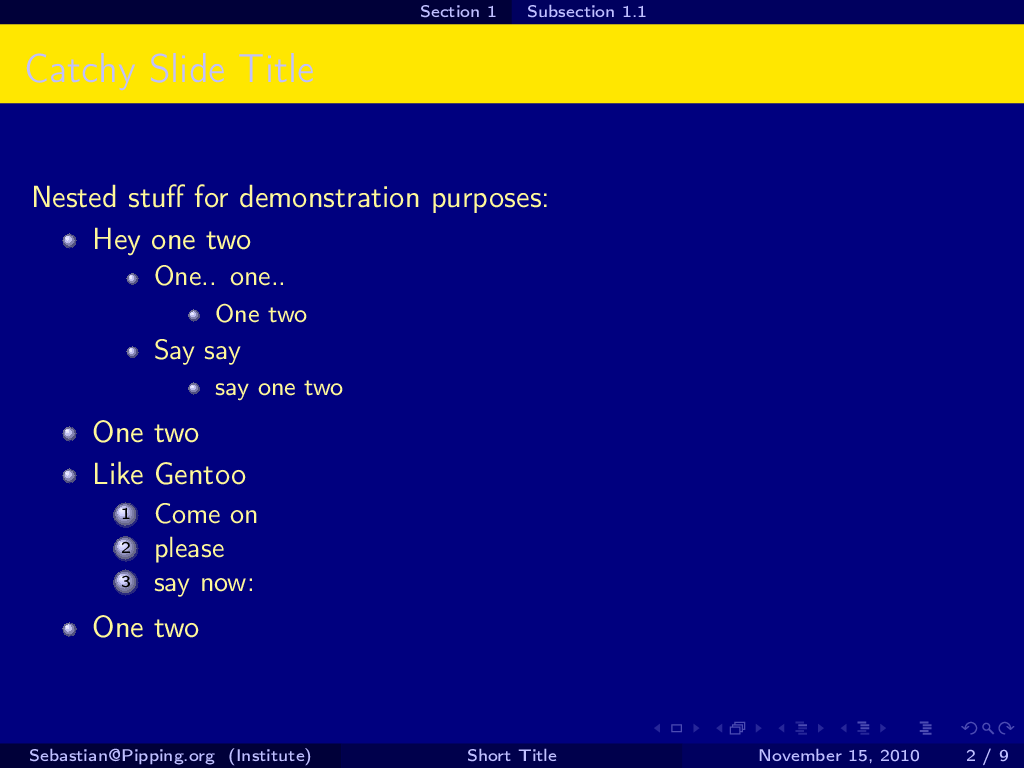 Section 1 Subsection 1.1
Catchy Slide Title
Nested stuff for demonstration purposes:
Hey one two
One.. one..
One two
Say say
say one two
One two
Like Gentoo
1 Come on
2 please
3 say now:
One two
Sebastian@Pipping.org (Institute) Short Title November 15, 2010 2 / 9